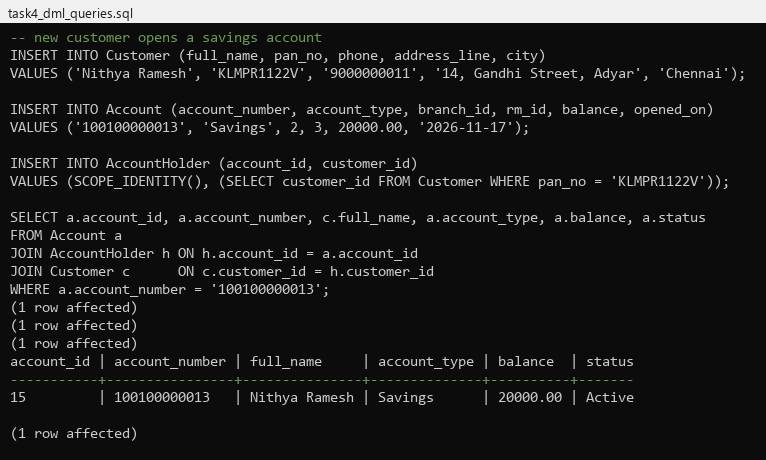 task4_dml_queries.sql
-- new customer opens a savings account
INSERT INTO Customer (full_name, pan_no, phone, address_line, city)
VALUES ('Nithya Ramesh', 'KLMPR1122V', '9000000011', '14, Gandhi Street, Adyar', 'Chennai');

INSERT INTO Account (account_number, account_type, branch_id, rm_id, balance, opened_on)
VALUES ('100100000013', 'Savings', 2, 3, 20000.00, '2026-11-17');

INSERT INTO AccountHolder (account_id, customer_id)
VALUES (SCOPE_IDENTITY(), (SELECT customer_id FROM Customer WHERE pan_no = 'KLMPR1122V'));

SELECT a.account_id, a.account_number, c.full_name, a.account_type, a.balance, a.status
FROM Account a
JOIN AccountHolder h ON h.account_id = a.account_id
JOIN Customer c      ON c.customer_id = h.customer_id
WHERE a.account_number = '100100000013';
(1 row affected)
(1 row affected)
(1 row affected)
account_id | account_number | full_name     | account_type | balance  | status
-----------+----------------+---------------+--------------+----------+-------
15         | 100100000013   | Nithya Ramesh | Savings      | 20000.00 | Active

(1 row affected)